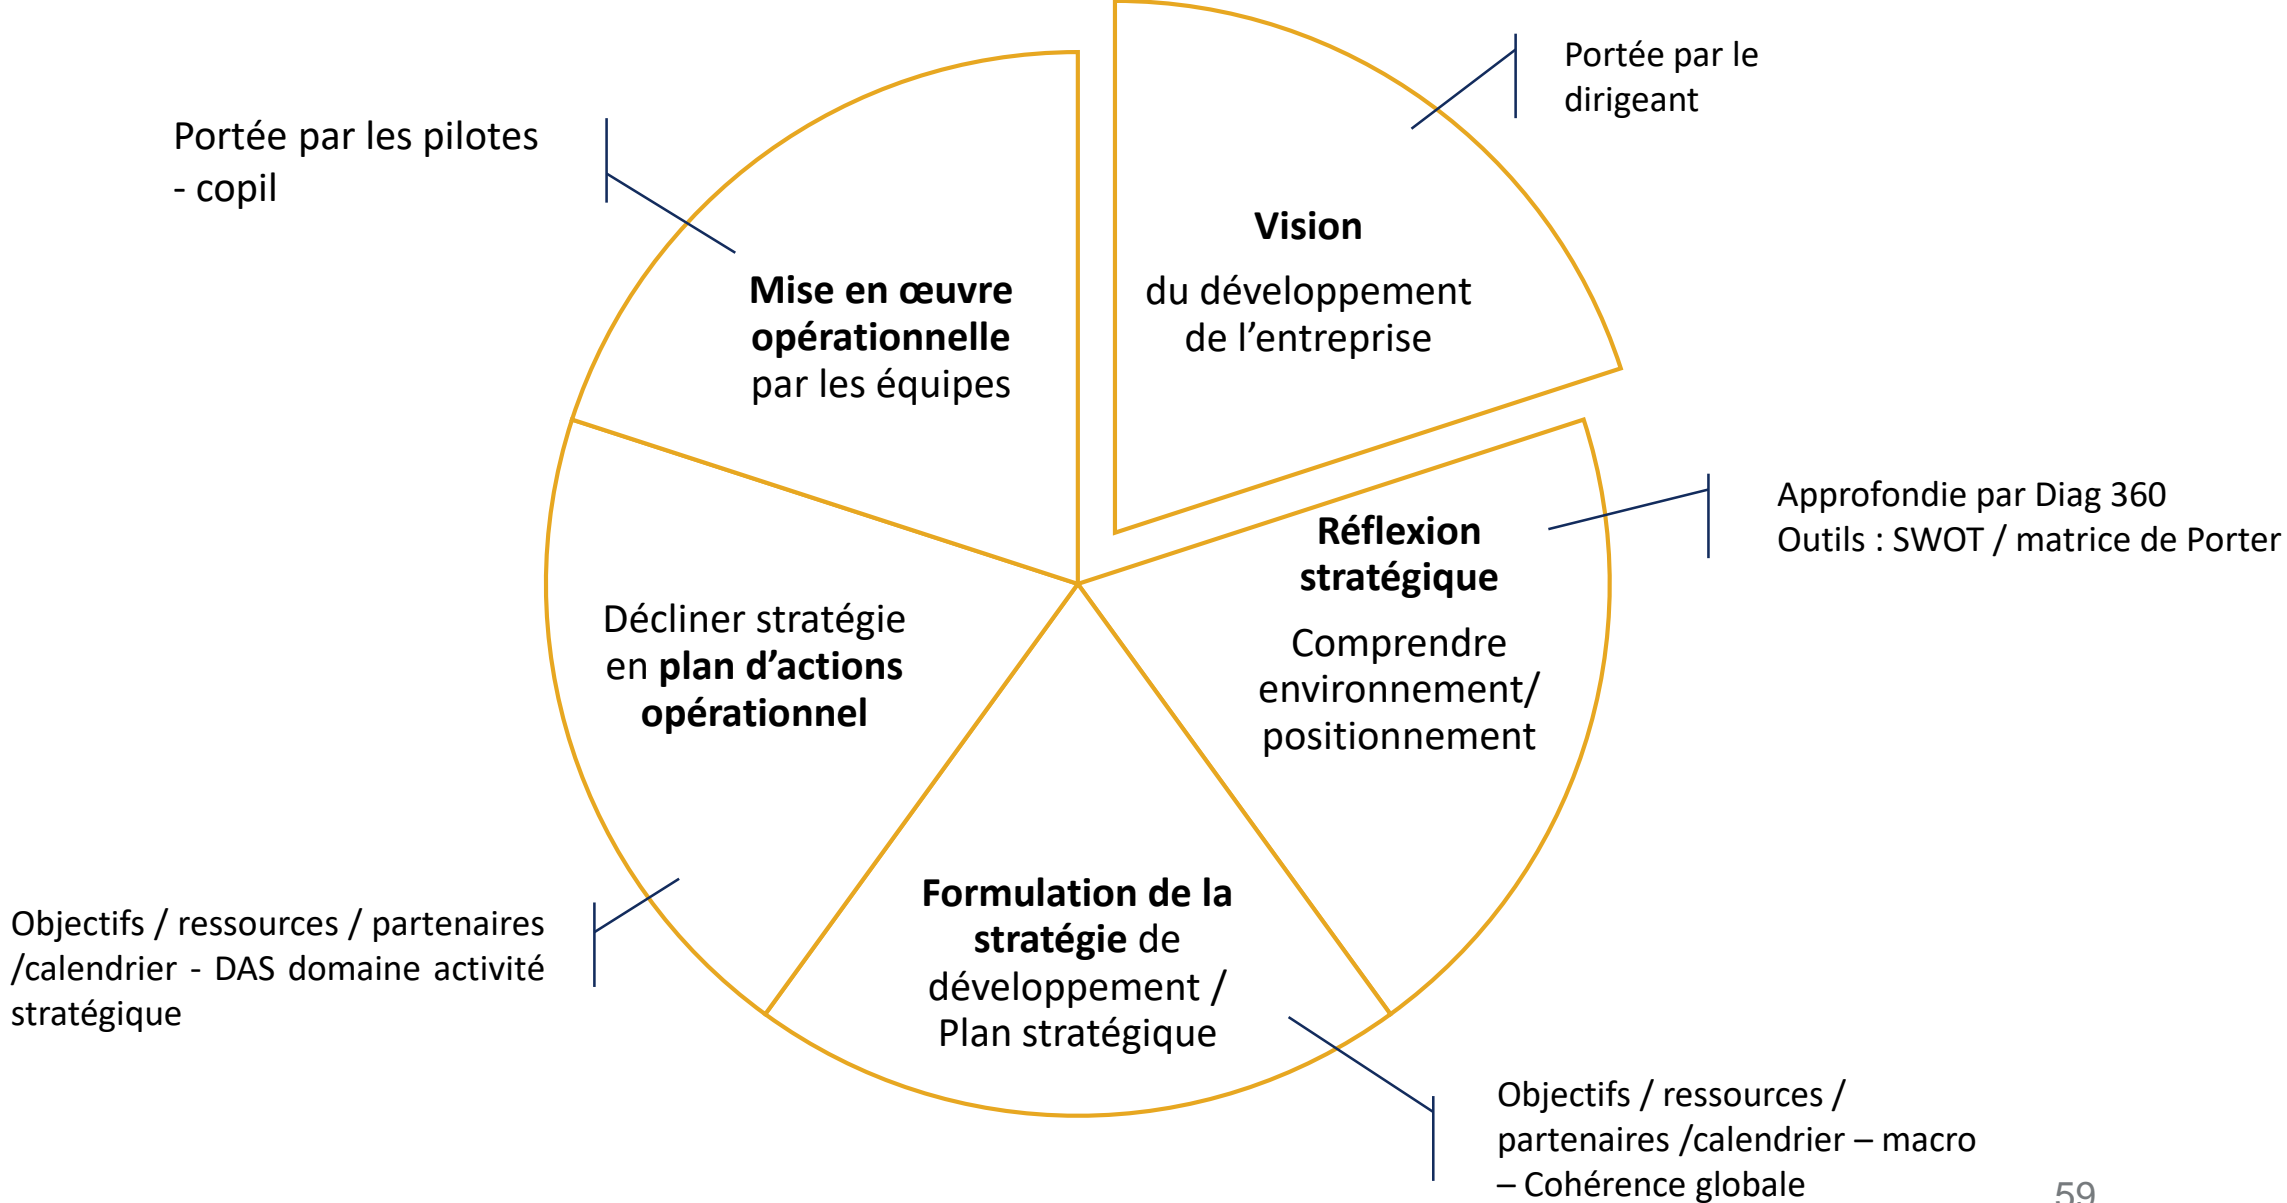 Portée par le
dirigeant
Vision
du développement
de l’entreprise
Approfondie par Diag 360
Outils : SWOT / matrice de Porter
Réflexion
stratégique
Comprendre
environnement/
positionnement
Formulation de la
stratégie de
développement /
Plan stratégique
Objectifs / ressources /
partenaires /calendrier – macro
– Cohérence globale
Décliner stratégie
en plan d’actions
opérationnel
Objectifs / ressources / partenaires
/calendrier - DAS domaine activité
stratégique
Mise en œuvre
opérationnelle
par les équipes
Portée par les pilotes
- copil
59